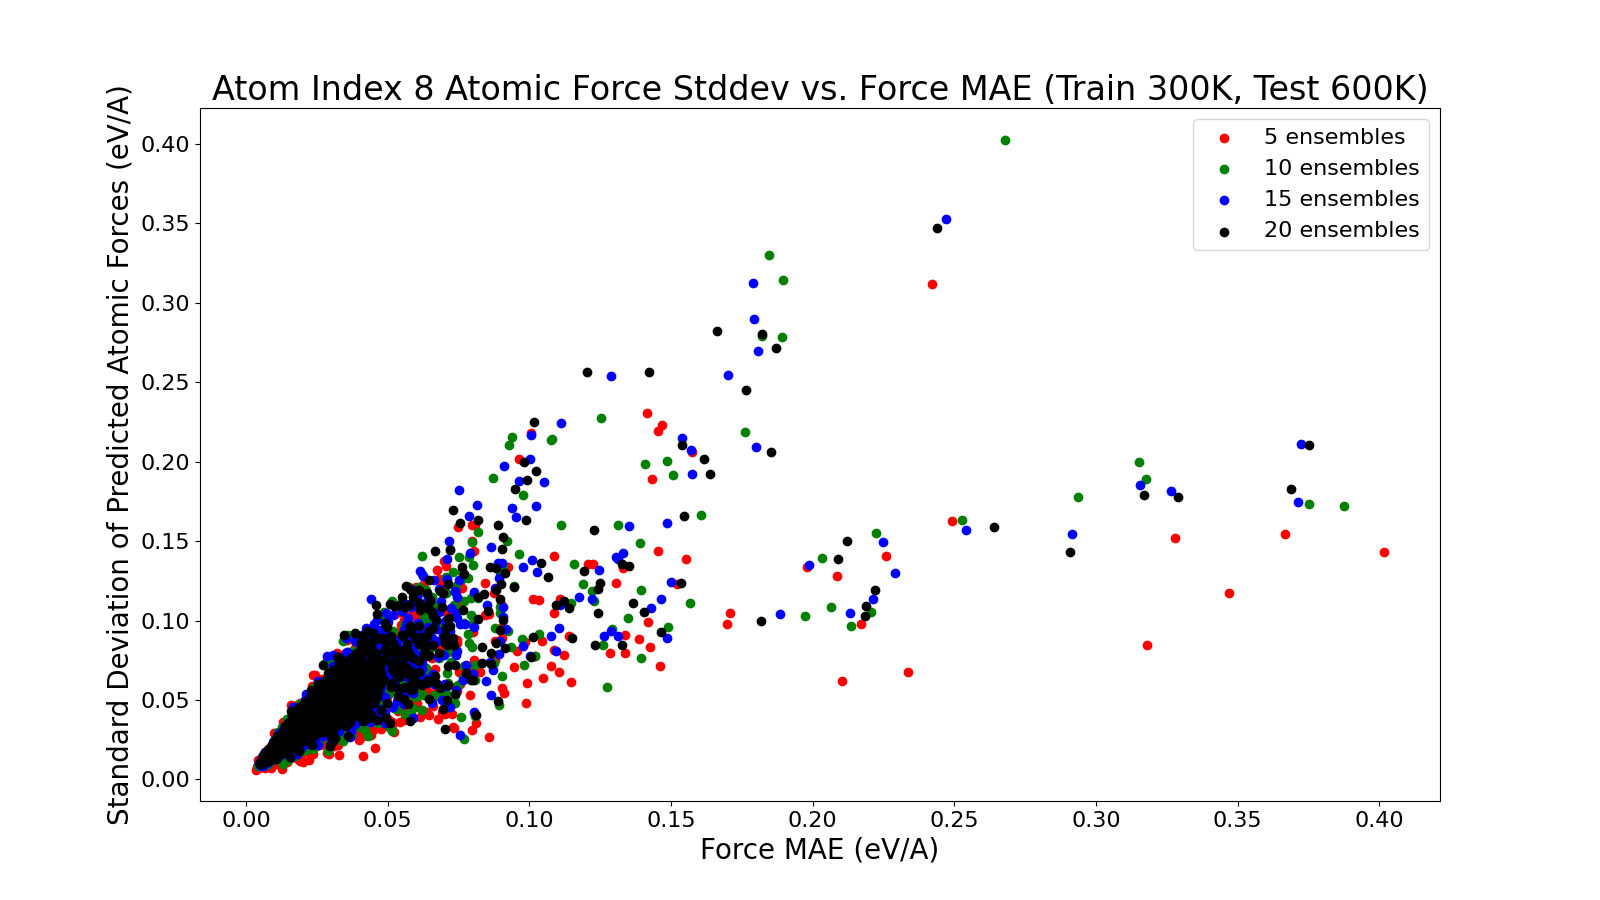 Atom Index 8 Atomic Force Stddev vs. Force MAE (Train 300K, Test 600K)
Standard Deviation of Predicted Atomic Forces (eV/A)
0.40
0.35
0.30
0.25
0.20
0.15
0.10
0.05
0.00
5 ensembles
10 ensembles
15 ensembles
20 ensembles
0.00 0.05 0.10 0.15 0.20 0.25 0.30 0.35 0.40
Force MAE (eV/A)